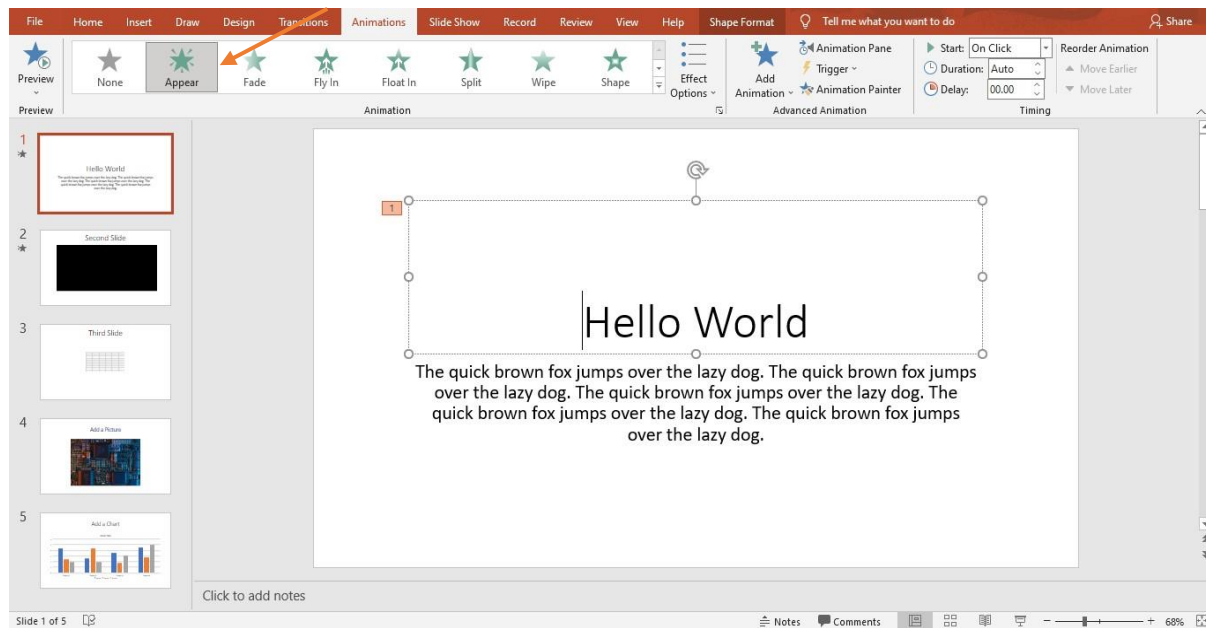 File Home Insert Draw Design Transitions Animations Slide Show Record Review View Help Shape Format Tell me what you want to do Share
Preview
None Appear Fade Fly In Float In Split Wipe Shape
Effect Options
Add Animation
Animation Pane
Trigger
Animation Painter
Start: On Click
Duration: Auto
Delay: 00.00
Reorder Animation
Move Earlier
Move Later
Preview Animation Advanced Animation Timing
1
Hello World
2
Second Slide
3
Third Slide
4
Add a Picture
5
Add a Chart
1
Hello World
The quick brown fox jumps over the lazy dog. The quick brown fox jumps
over the lazy dog. The quick brown fox jumps over the lazy dog. The
quick brown fox jumps over the lazy dog. The quick brown fox jumps
over the lazy dog.
Click to add notes
Slide 1 of 5 Notes Comments 68%